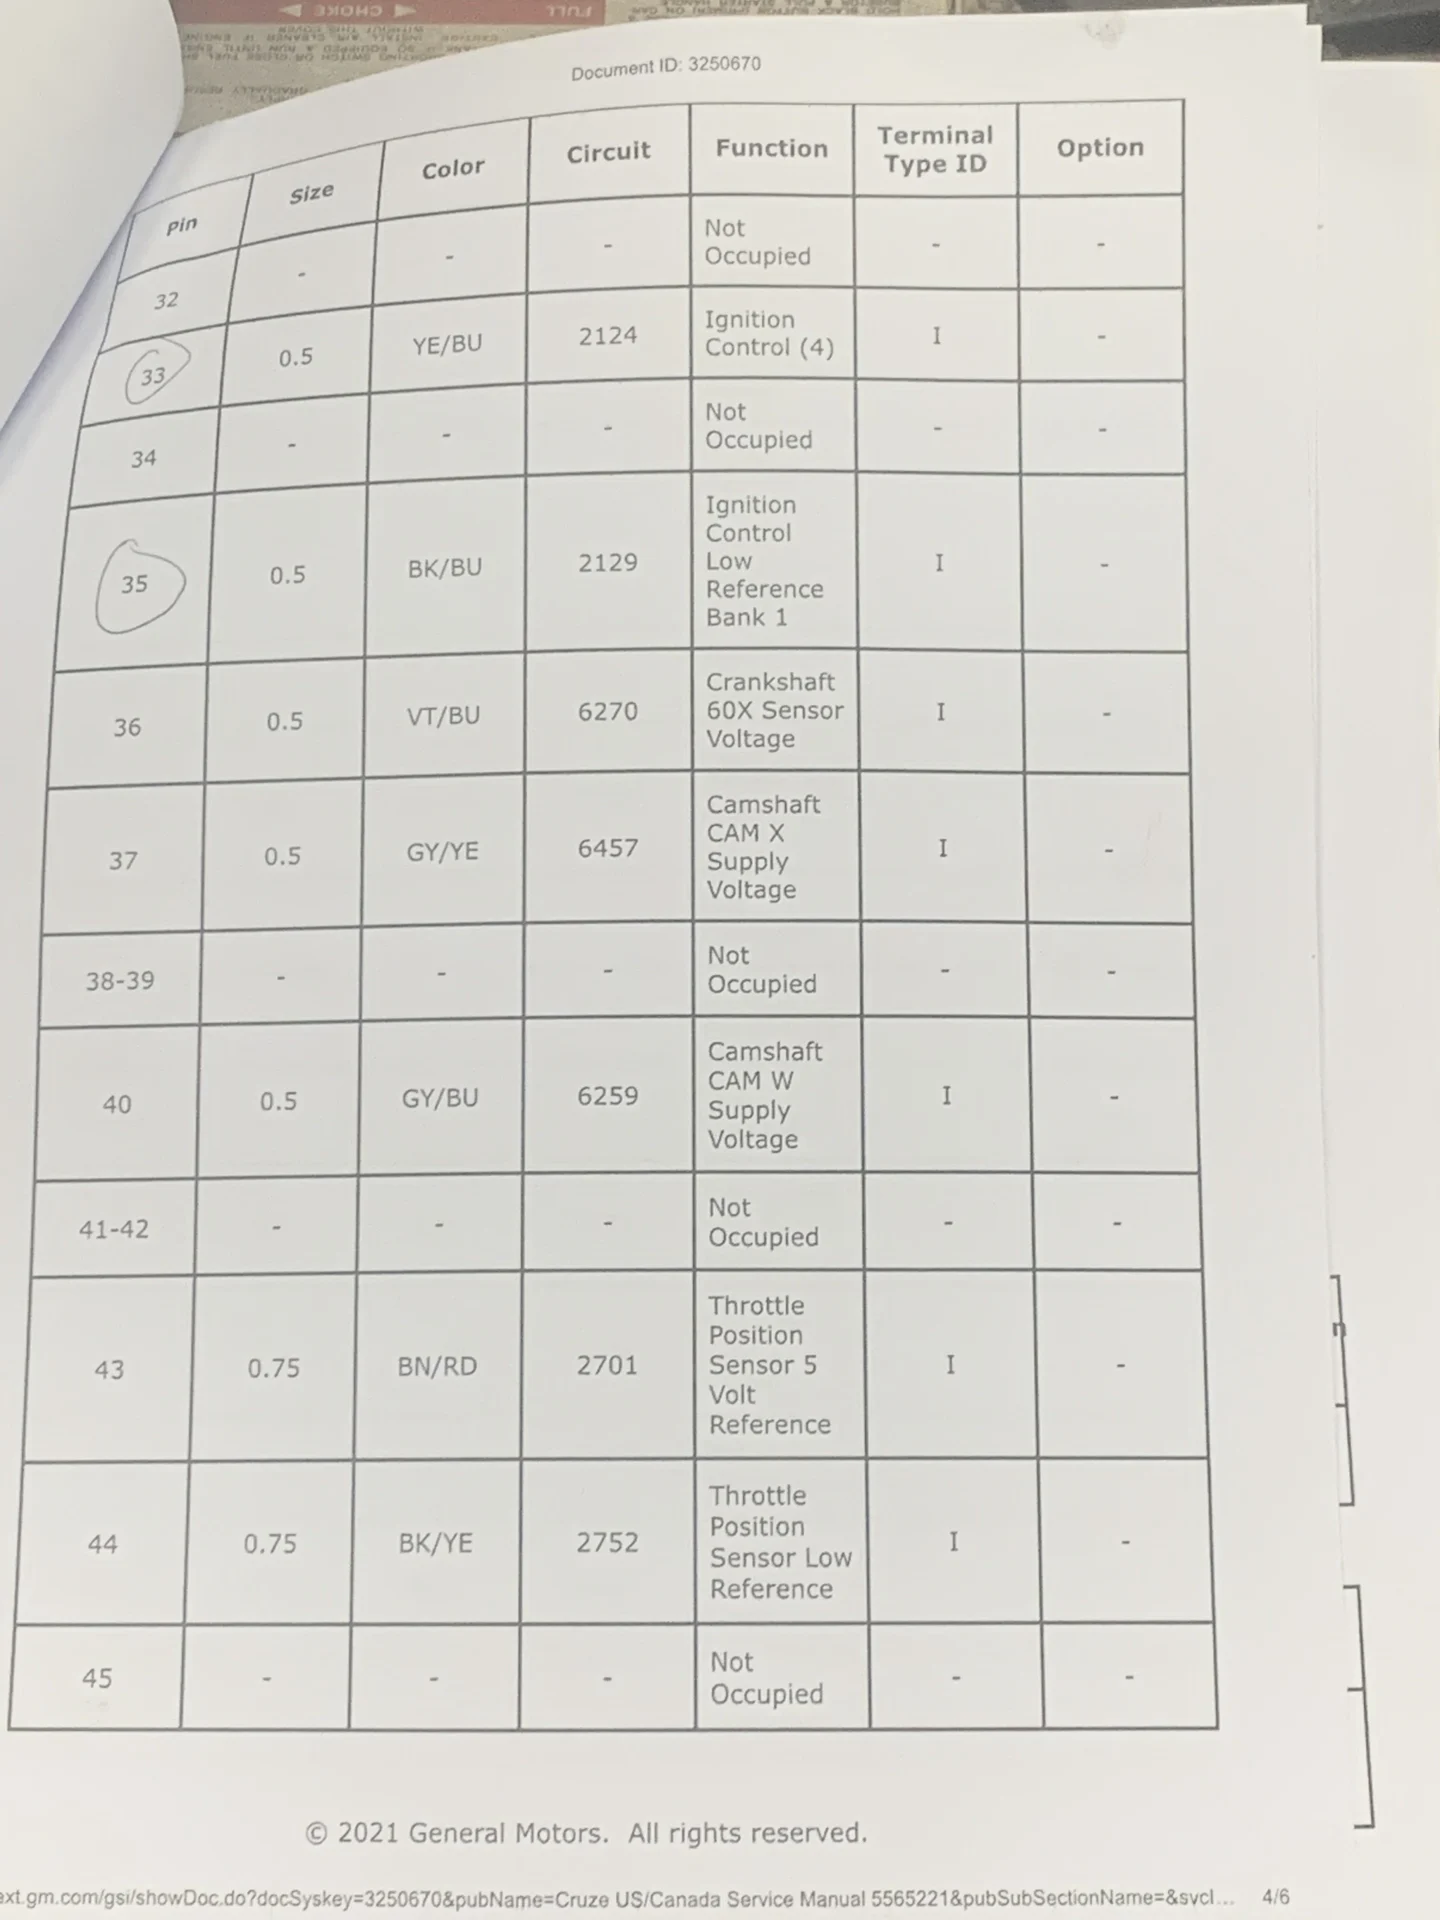 CHOKE
FULL
Document ID: 3250670
Pin Size Color Circuit Function Terminal Type ID Option
32 - - - Not Occupied - -
33 0.5 YE/BU 2124 Ignition Control (4) I -
34 - - - Not Occupied - -
35 0.5 BK/BU 2129 Ignition Control Low Reference Bank 1 I -
36 0.5 VT/BU 6270 Crankshaft 60X Sensor Voltage I -
37 0.5 GY/YE 6457 Camshaft CAM X Supply Voltage I -
38-39 - - - Not Occupied - -
40 0.5 GY/BU 6259 Camshaft CAM W Supply Voltage I -
41-42 - - - Not Occupied - -
43 0.75 BN/RD 2701 Throttle Position Sensor 5 Volt Reference I -
44 0.75 BK/YE 2752 Throttle Position Sensor Low Reference I -
45 - - - Not Occupied - -
© 2021 General Motors. All rights reserved.
ext.gm.com/gsi/showDoc.do?docSyskey=3250670&pubName=Cruze US/Canada Service Manual 5565221&pubSubSectionName=&svcl... 4/6